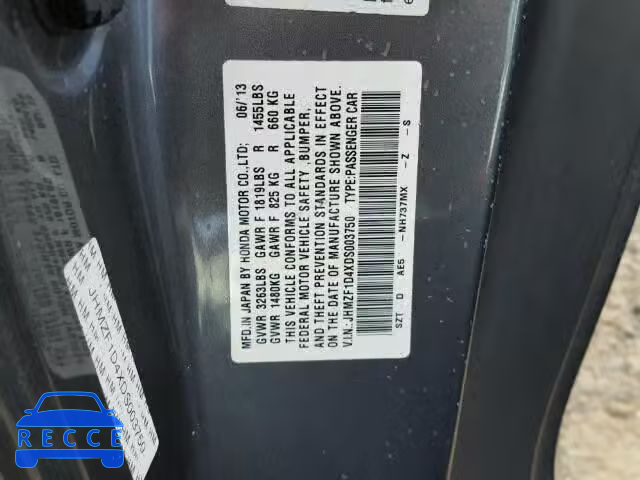 MFD.IN JAPAN BY HONDA MOTOR CO.,LTD; 06/'13
GVWR 3263LBS GAWR F 1819LBS R 1455LBS
GVWR 1480KG GAWR F 825 KG R 660 KG
THIS VEHICLE CONFORMS TO ALL APPLICABLE
FEDERAL MOTOR VEHICLE SAFETY ,BUMPER,
AND THEFT PREVENTION STANDARDS IN EFFECT
ON THE DATE OF MANUFACTURE SHOWN ABOVE.
V.I.N.:JHMZF1D4XDS003750 TYPE:PASSENGER CAR
SZT D AE5 -NH737MX -Z -S
JHMZF1D4XDS003750
RECCE